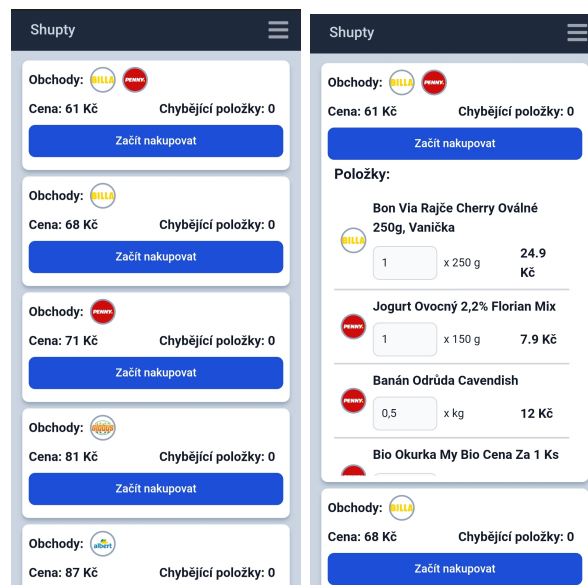 Shupty
Obchody: BILLA PENNY.
Cena: 61 Kč Chybějící položky: 0
Začít nakupovat
Obchody: BILLA
Cena: 68 Kč Chybějící položky: 0
Začít nakupovat
Obchody: PENNY.
Cena: 71 Kč Chybějící položky: 0
Začít nakupovat
Obchody:
Cena: 81 Kč Chybějící položky: 0
Začít nakupovat
Obchody: albert
Cena: 87 Kč Chybějící položky: 0
Shupty
Obchody: BILLA PENNY.
Cena: 61 Kč Chybějící položky: 0
Začít nakupovat
Položky:
Bon Via Rajče Cherry Oválné
250g, Vanička
BILLA
1 x 250 g 24.9
Kč
Jogurt Ovocný 2,2% Florian Mix
PENNY.
1 x 150 g 7.9 Kč
Banán Odrůda Cavendish
PENNY.
0,5 x kg 12 Kč
Bio Okurka My Bio Cena Za 1 Ks
PENNY.
Obchody: BILLA
Cena: 68 Kč Chybějící položky: 0
Začít nakupovat